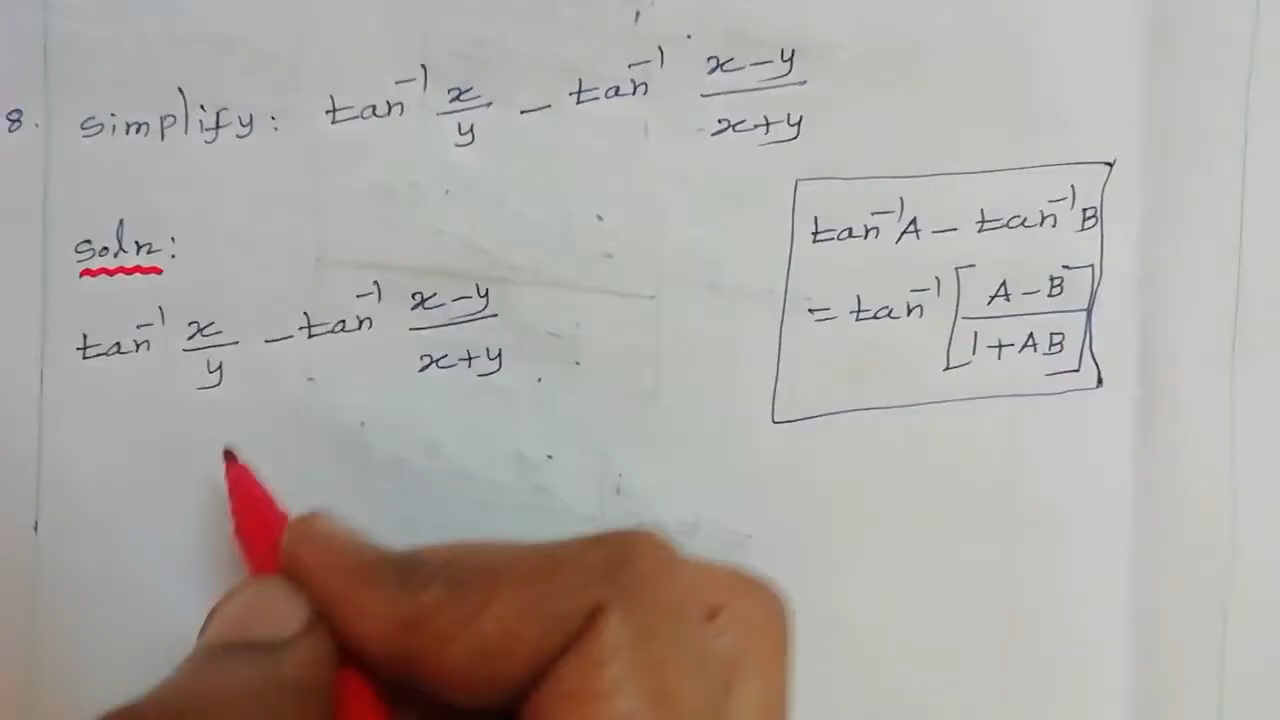 8. Simplify: tan⁻¹ x/y - tan⁻¹ x-y/x+y
Soln:
tan⁻¹ x/y - tan⁻¹ x-y/x+y
tan⁻¹A - tan⁻¹B
= tan⁻¹ [A-B/1+AB]